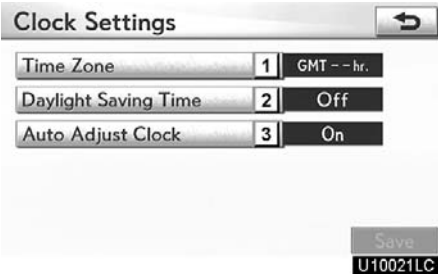 Clock Settings
Time Zone 1 GMT – – hr.
Daylight Saving Time 2 Off
Auto Adjust Clock 3 On
Save
U10021LC